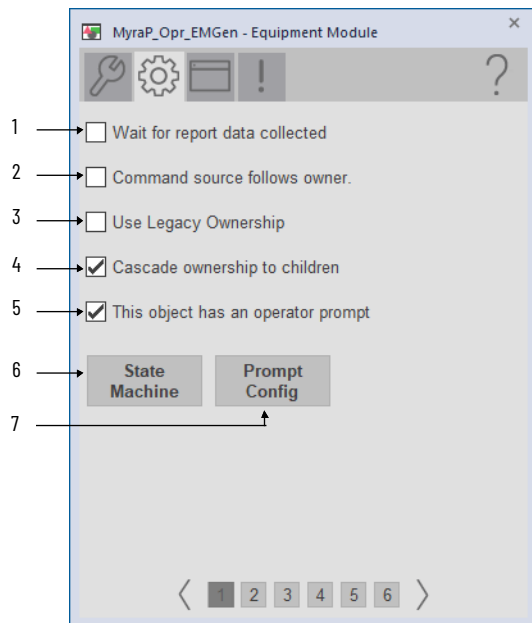 MyraP_Opr_EMGen - Equipment Module
×
!
?
1
Wait for report data collected
2
Command source follows owner.
3
Use Legacy Ownership
4
Cascade ownership to children
5
This object has an operator prompt
6
State
Machine
Prompt
Config
7
1 2 3 4 5 6